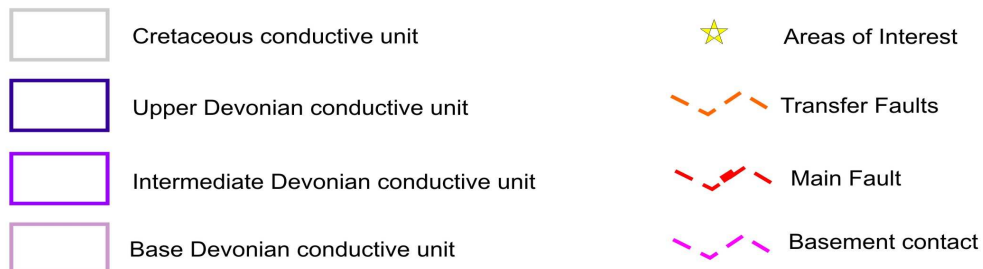 Cretaceous conductive unit
Areas of Interest
Upper Devonian conductive unit
Transfer Faults
Intermediate Devonian conductive unit
Main Fault
Base Devonian conductive unit
Basement contact